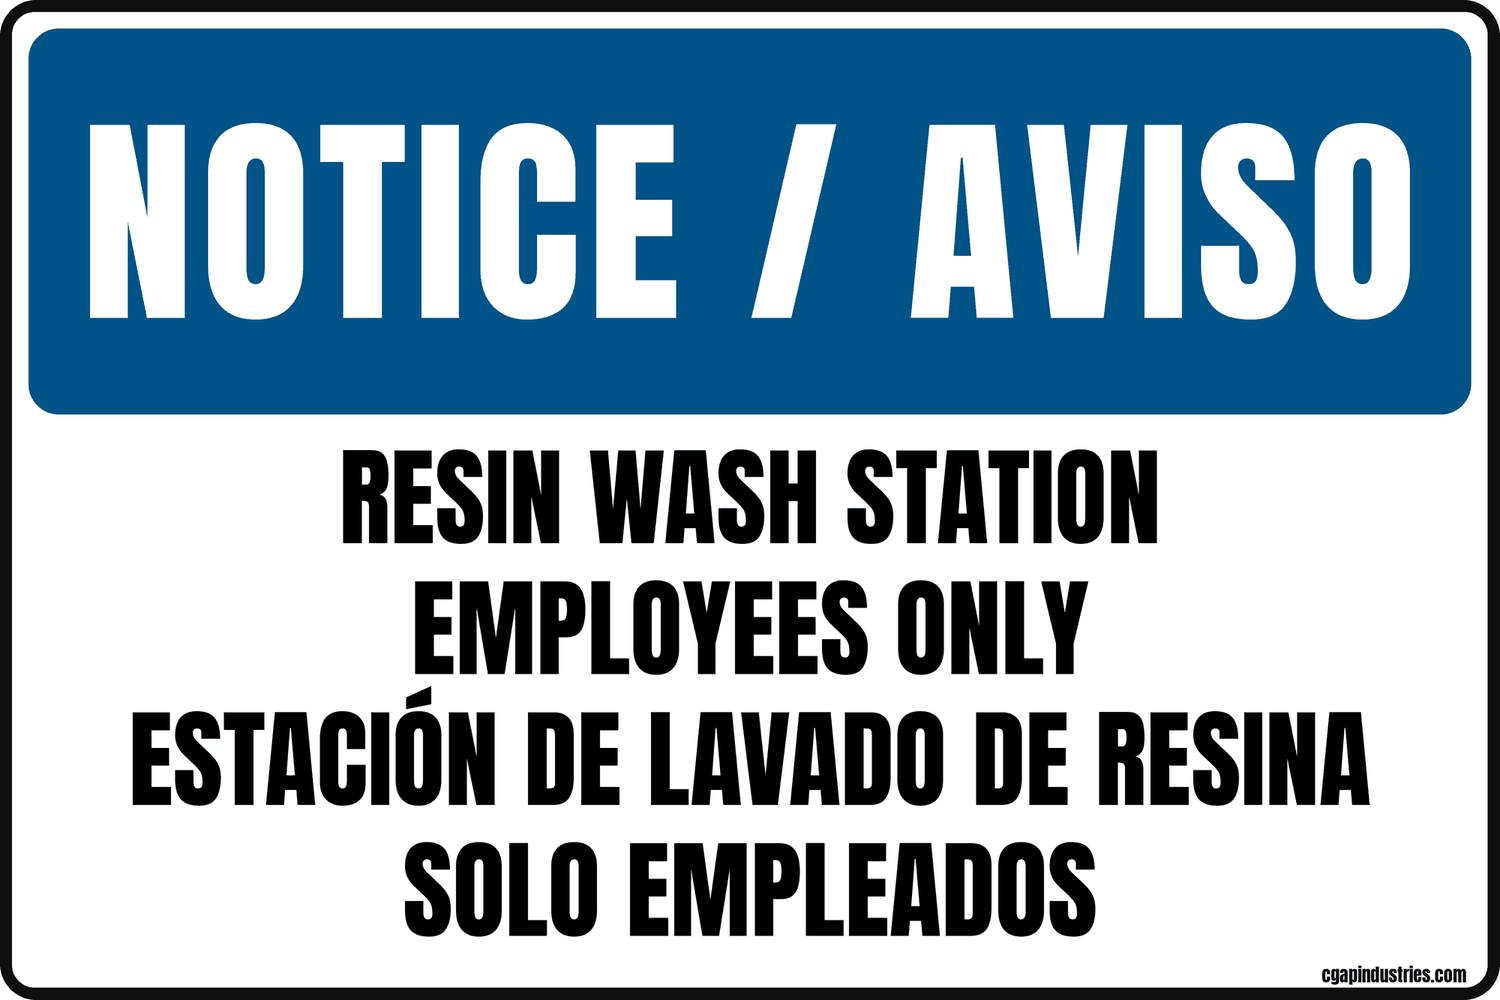 NOTICE / AVISO
RESIN WASH STATION
EMPLOYEES ONLY
ESTACIÓN DE LAVADO DE RESINA
SOLO EMPLEADOS
cgapindustries.com